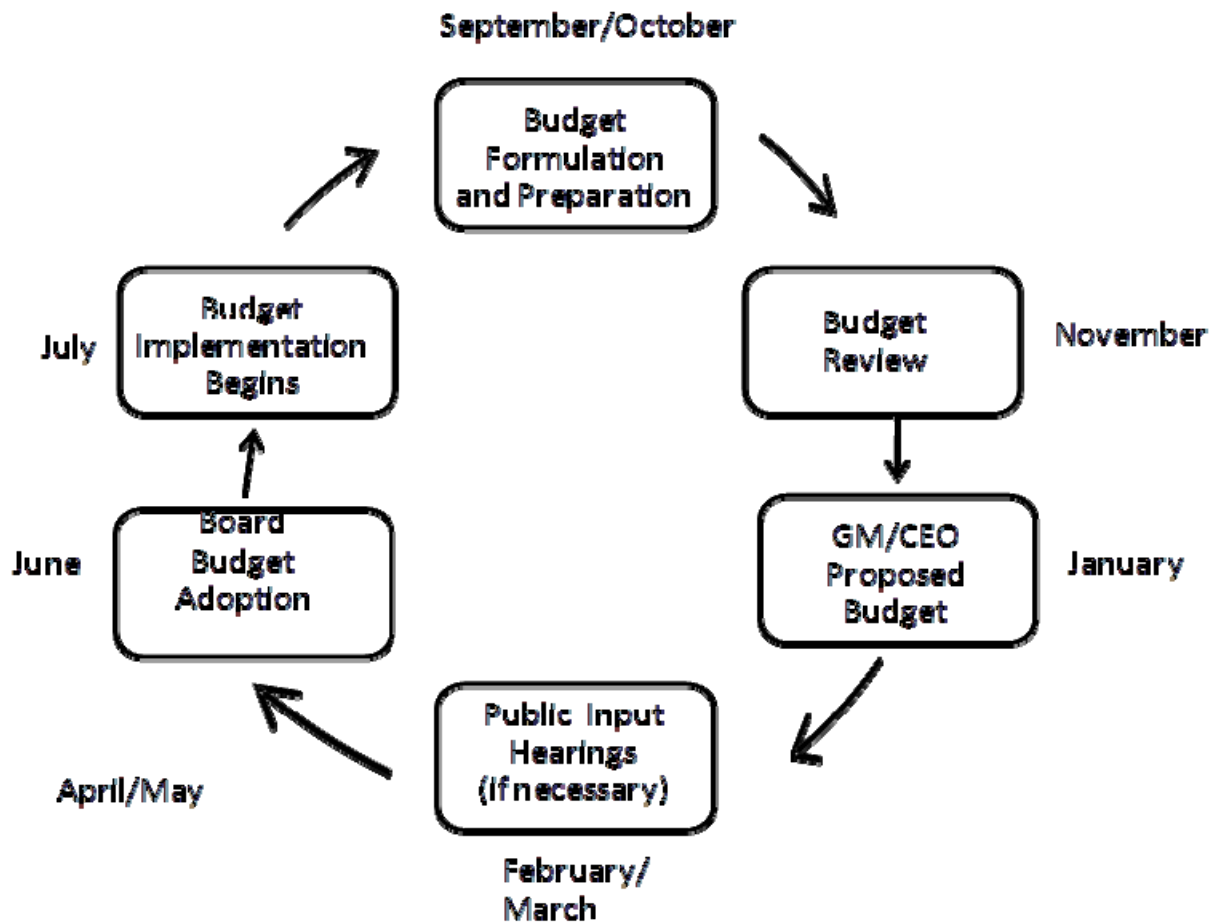 September/October
Budget
Formulation
and Preparation
Budget
Review
November
GM/CEO
Proposed
Budget
January
Public Input
Hearings
(if necessary)
February/
March
April/May
Board
Budget
Adoption
June
Budget
Implementation
Begins
July